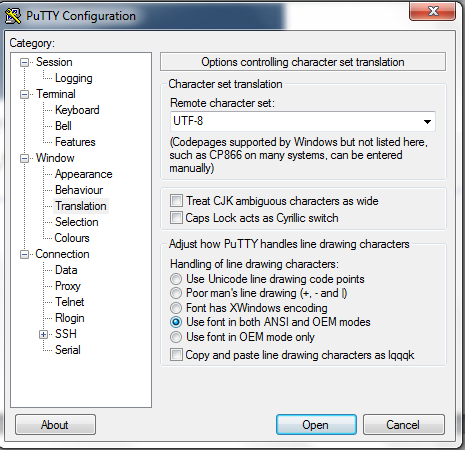 PuTTY Configuration
Category:
Session
Logging
Terminal
Keyboard
Bell
Features
Window
Appearance
Behaviour
Translation
Selection
Colours
Connection
Data
Proxy
Telnet
Rlogin
SSH
Serial
Options controlling character set translation
Character set translation
Remote character set:
UTF-8
(Codepages supported by Windows but not listed here,
such as CP866 on many systems, can be entered
manually)
Treat CJK ambiguous characters as wide
Caps Lock acts as Cyrillic switch
Adjust how PuTTY handles line drawing characters
Handling of line drawing characters:
Use Unicode line drawing code points
Poor man's line drawing (+, - and |)
Font has XWindows encoding
Use font in both ANSI and OEM modes
Use font in OEM mode only
Copy and paste line drawing characters as lqqqk
About
Open
Cancel